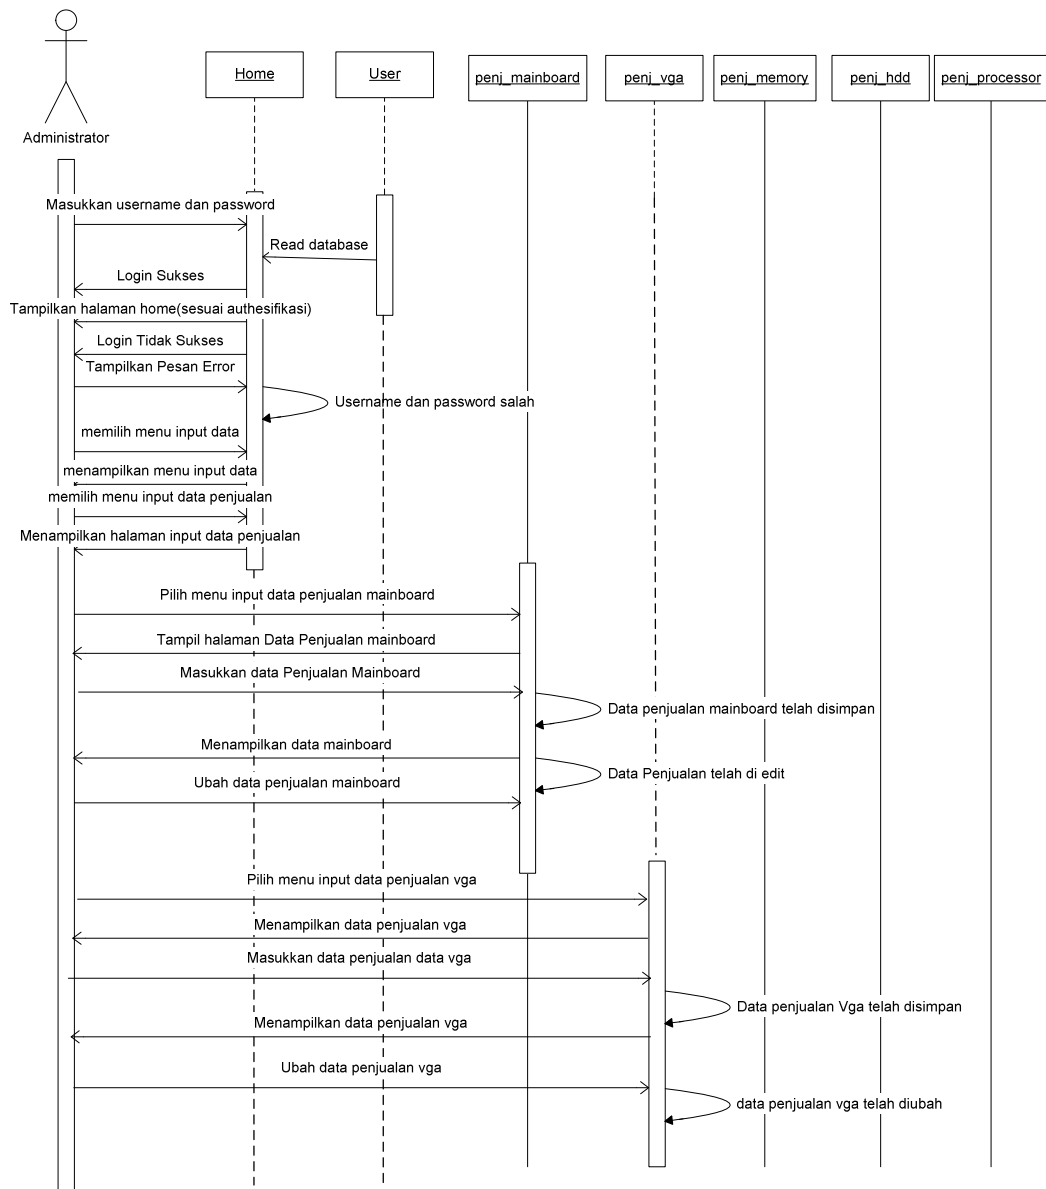 Home
User
penj_mainboard
penj_vga
penj_memory
penj_hdd
penj_processor
Administrator
Masukkan username dan password
Read database
Login Sukses
Tampilkan halaman home(sesuai authesifikasi)
Login Tidak Sukses
Tampilkan Pesan Error
Username dan password salah
memilih menu input data
menampilkan menu input data
memilih menu input data penjualan
Menampilkan halaman input data penjualan
Pilih menu input data penjualan mainboard
Tampil halaman Data Penjualan mainboard
Masukkan data Penjualan Mainboard
Data penjualan mainboard telah disimpan
Menampilkan data mainboard
Data Penjualan telah di edit
Ubah data penjualan mainboard
Pilih menu input data penjualan vga
Menampilkan data penjualan vga
Masukkan data penjualan data vga
Data penjualan Vga telah disimpan
Menampilkan data penjualan vga
Ubah data penjualan vga
data penjualan vga telah diubah